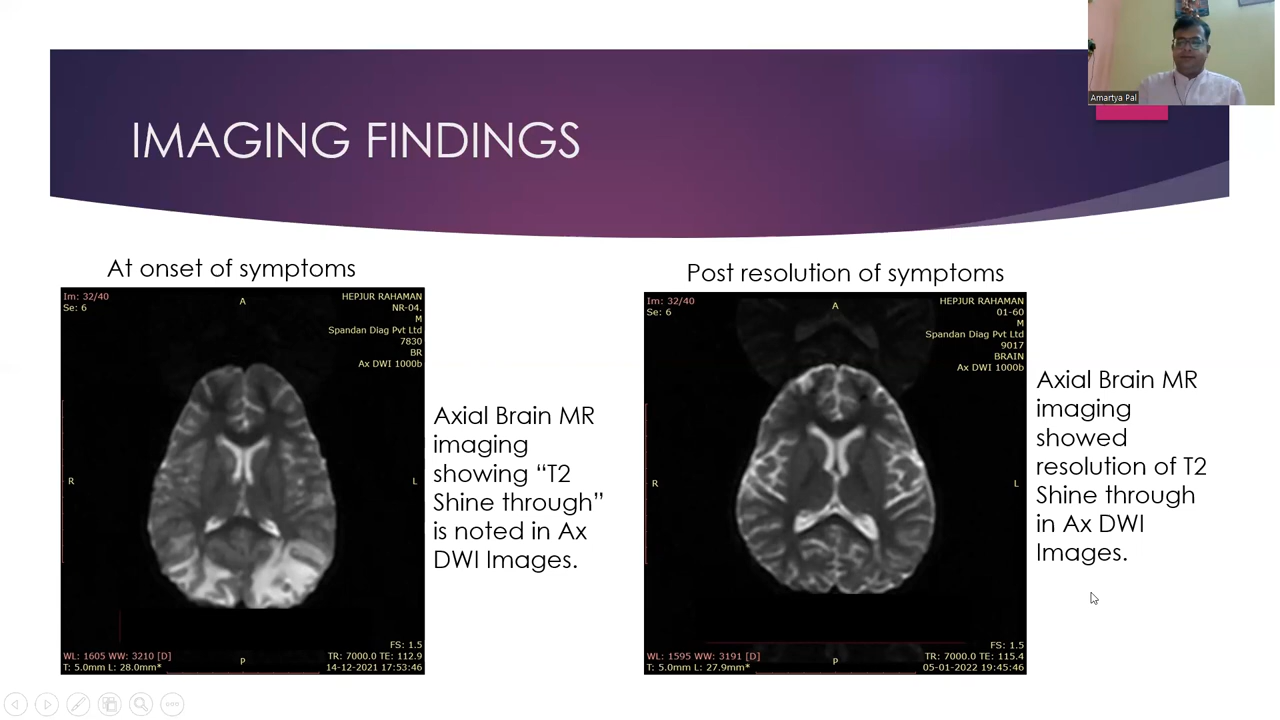 Amartya Pal
IMAGING FINDINGS
At onset of symptoms
Im: 32/40
Se: 6
A
HEPJUR RAHAMAN
NR-04.
M
Spandan Diag Pvt Ltd
7830
BR
Ax DWI 1000b
R
L
FS: 1.5
WL: 1605 WW: 3210 [D]
TR: 7000.0 TE: 112.9
T: 5.0mm L: 28.0mm*
P
14-12-2021 17:53:46
Axial Brain MR
imaging
showing “T2
Shine through”
is noted in Ax
DWI Images.
Post resolution of symptoms
Im: 32/40
Se: 6
A
HEPJUR RAHAMAN
01-60
M
Spandan Diag Pvt Ltd
9017
BRAIN
Ax DWI 1000b
R
L
FS: 1.5
WL: 1595 WW: 3191 [D]
TR: 7000.0 TE: 115.4
T: 5.0mm L: 27.9mm*
P
05-01-2022 19:45:46
Axial Brain MR
imaging
showed
resolution of T2
Shine through
in Ax DWI
Images.